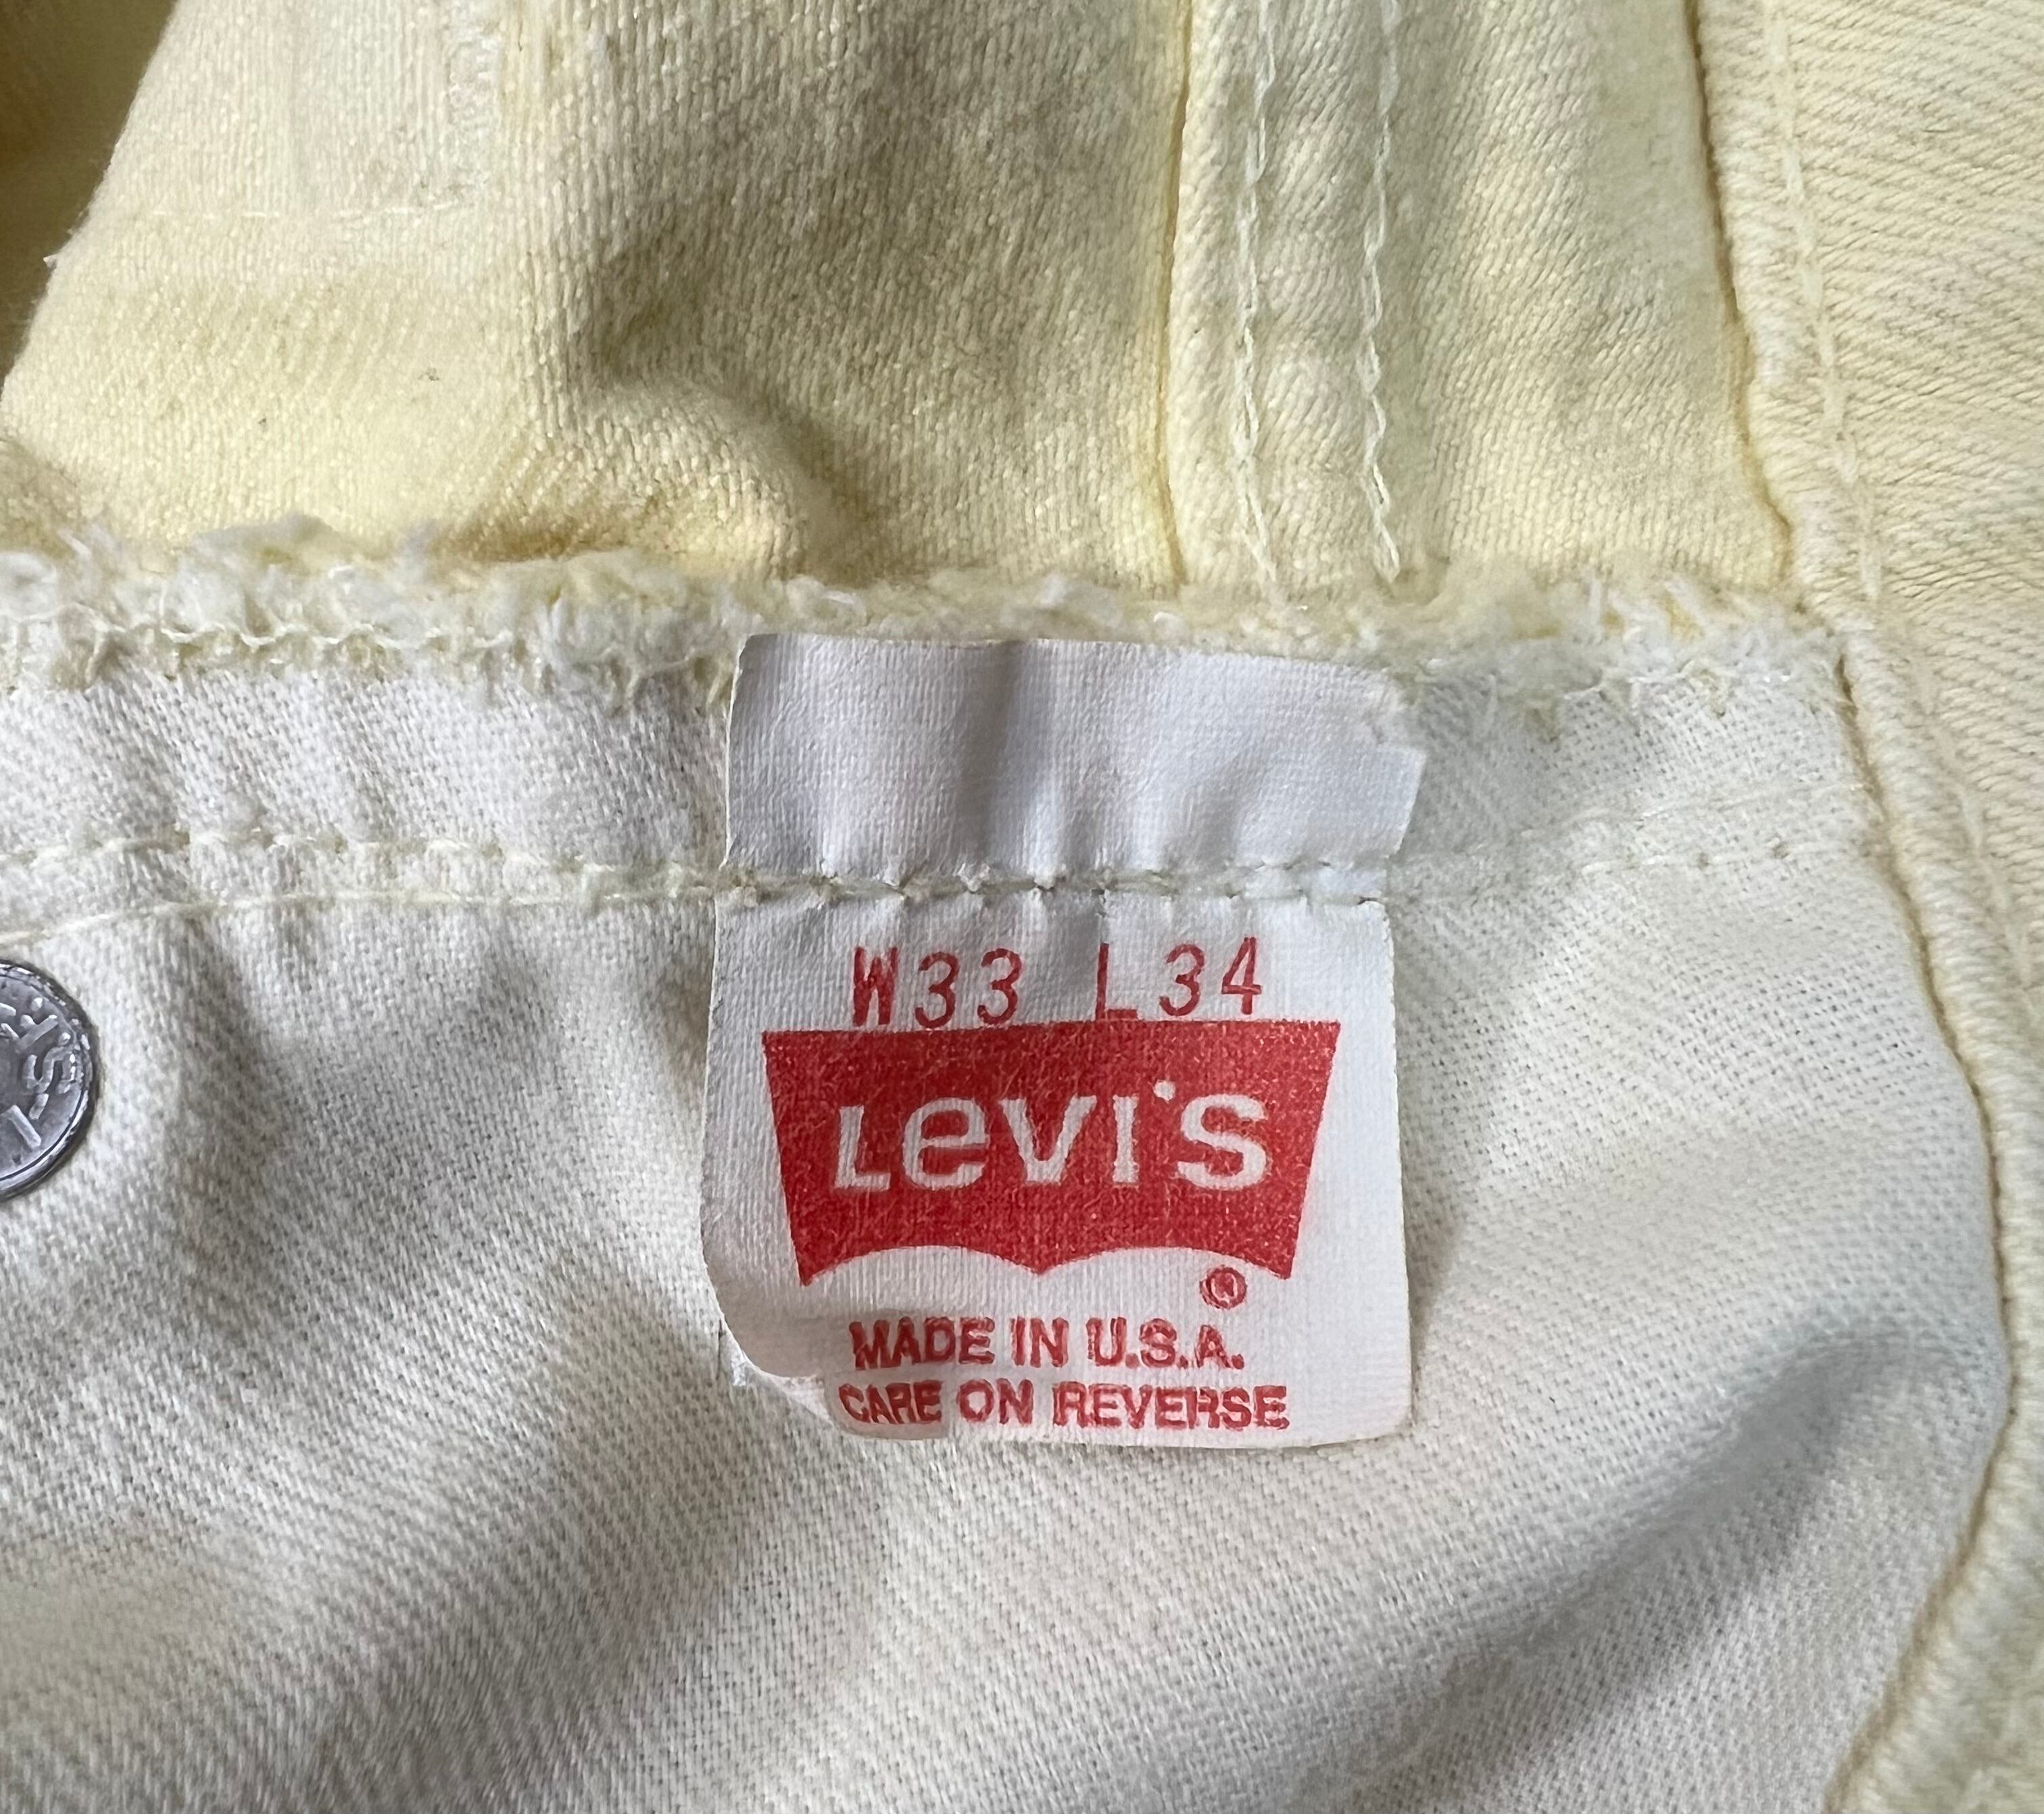 W33 L34
Levi's
®
MADE IN U.S.A.
CARE ON REVERSE